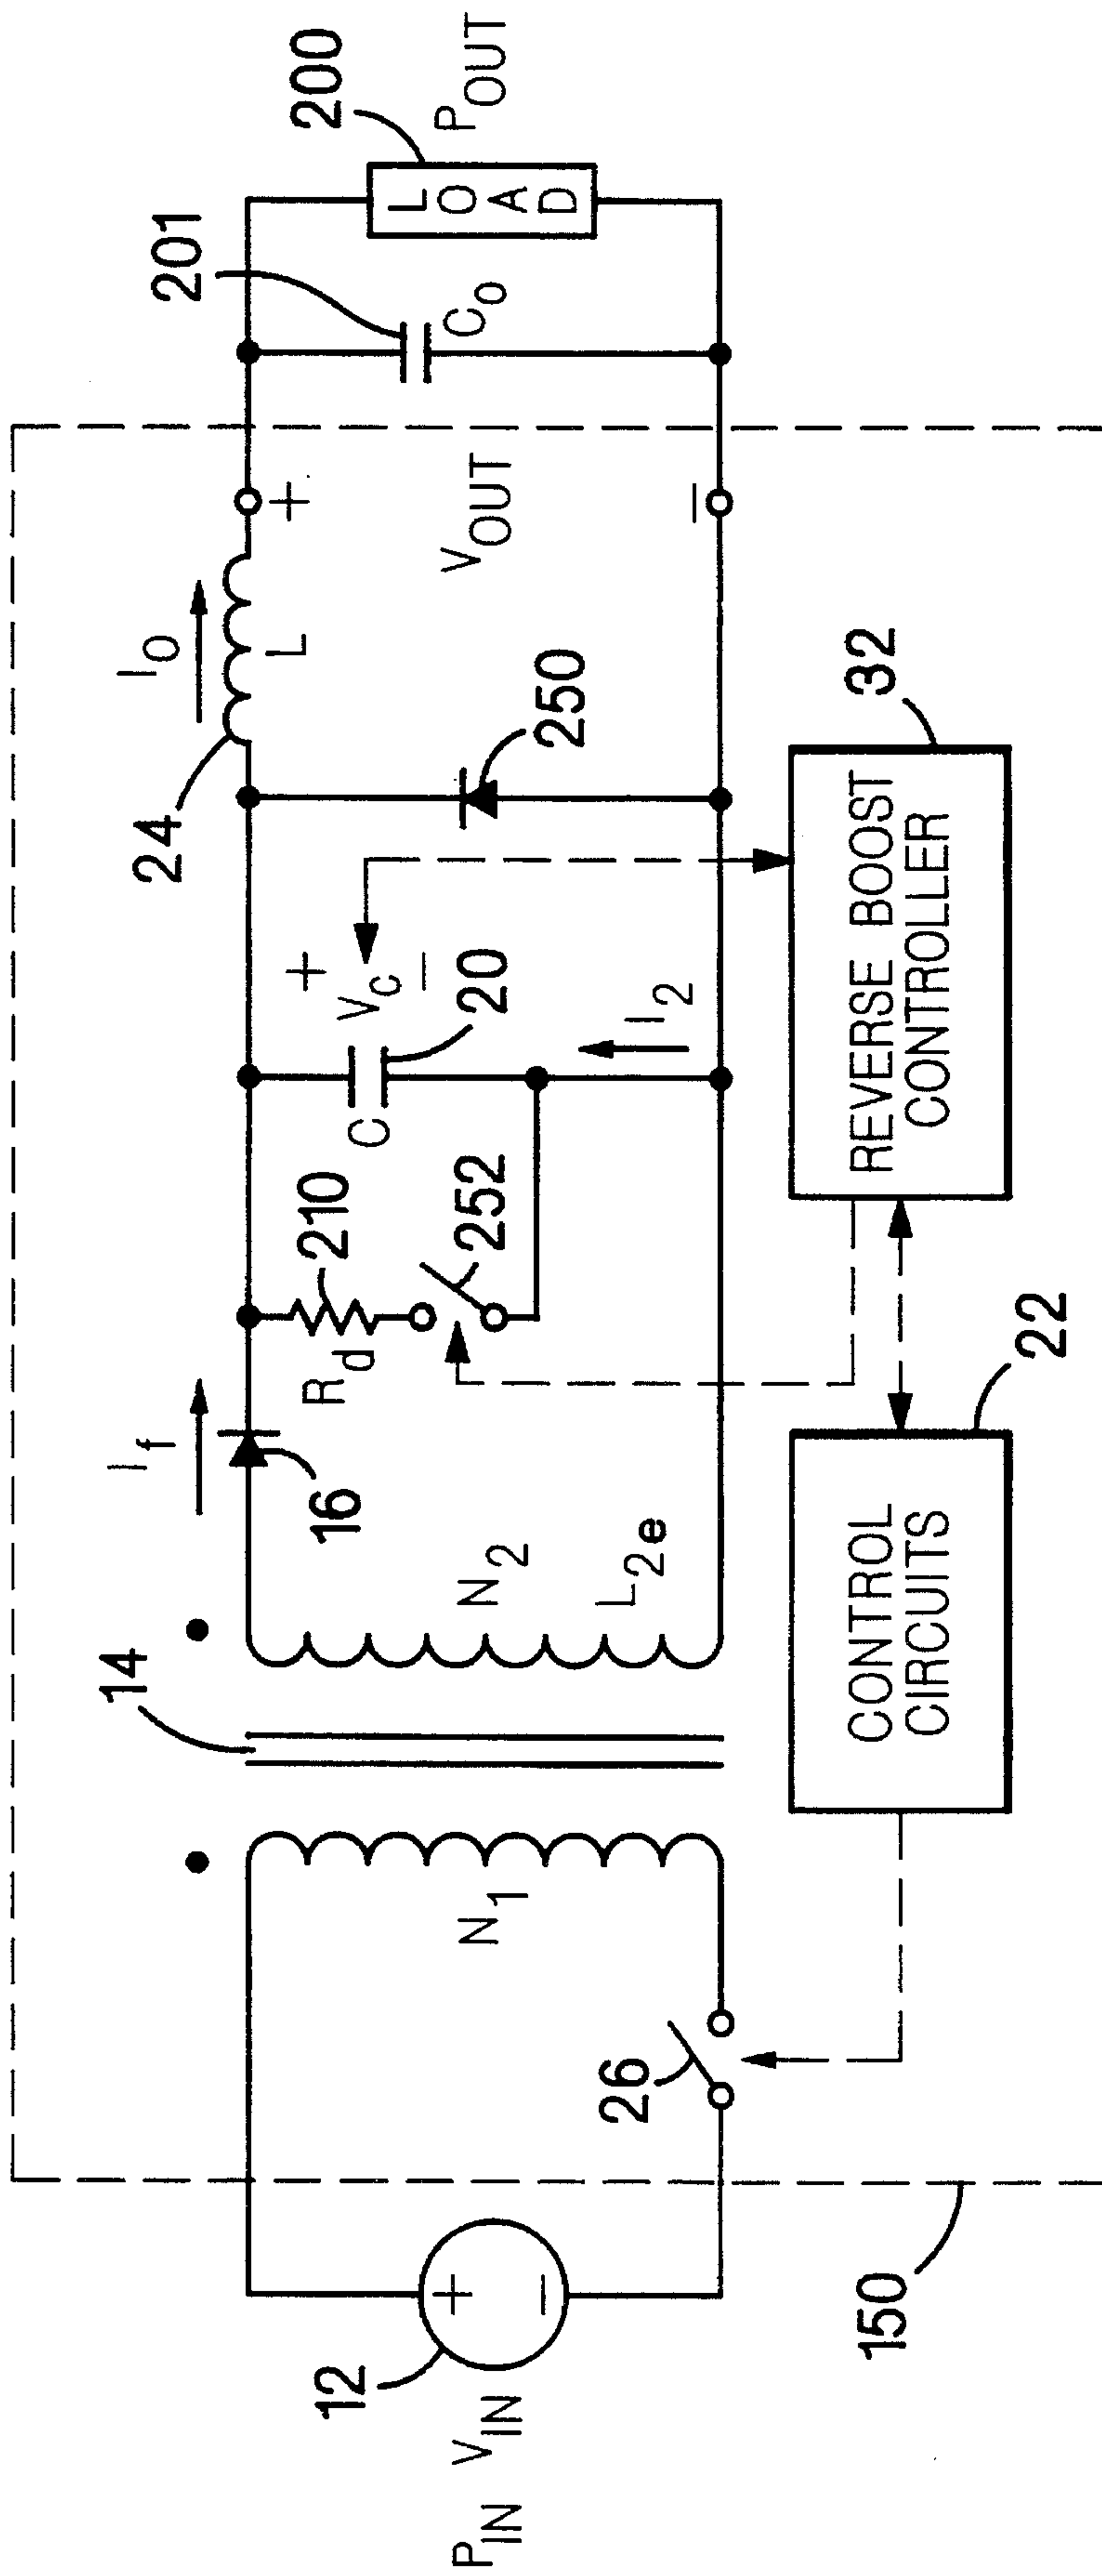 P_IN V_IN
12
150
26
N_1
14
N_2
L_2e
CONTROL
CIRCUITS
22
I_f
16
R_d
210
252
C
20
+
V_c
−
I_2
REVERSE BOOST
CONTROLLER
32
24
250
I_O
L
+
V_OUT
−
201
C_O
LOAD
200
P_OUT
+
−